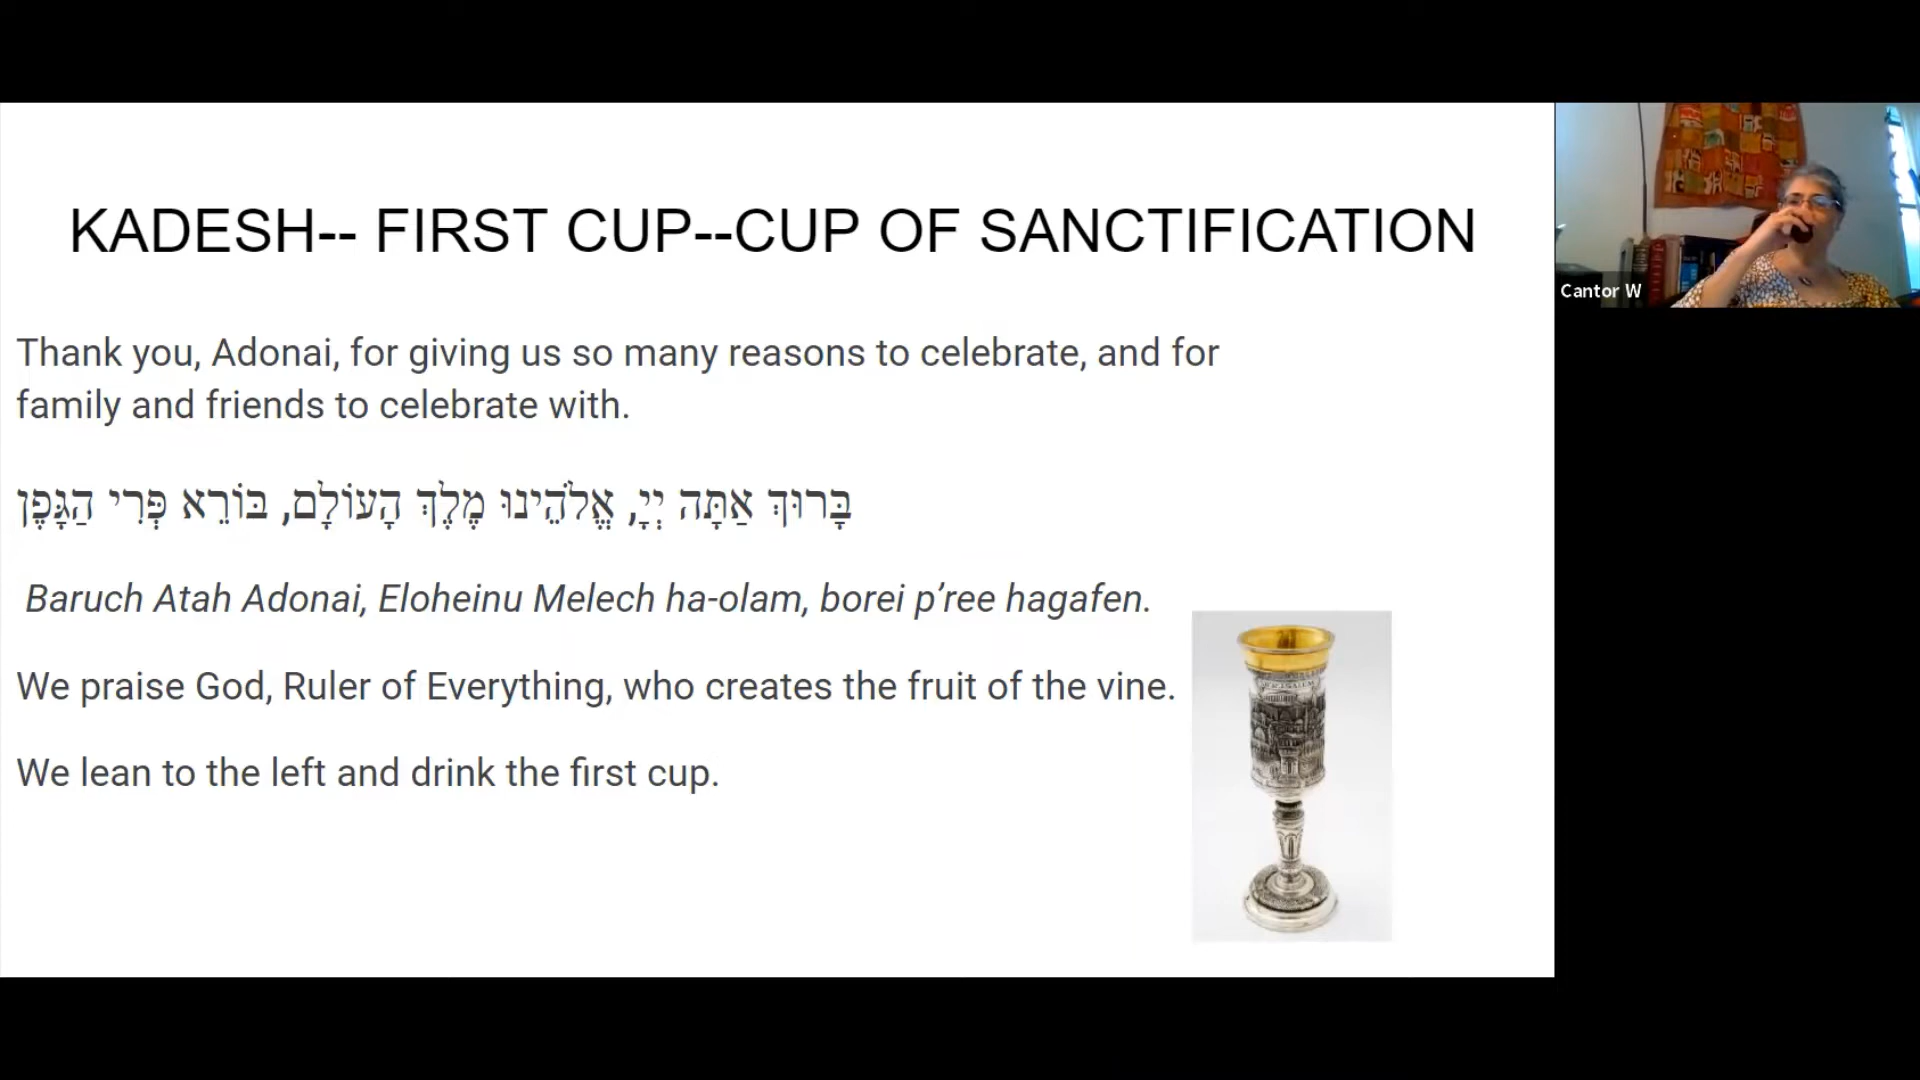 KADESH-- FIRST CUP--CUP OF SANCTIFICATION
Thank you, Adonai, for giving us so many reasons to celebrate, and for
family and friends to celebrate with.
בָּרוּךְ אַתָּה יְיָ, אֱלֹהֵינוּ מֶלֶךְ הָעוֹלָם, בּוֹרֵא פְּרִי הַגָּפֶן
Baruch Atah Adonai, Eloheinu Melech ha-olam, borei p’ree hagafen.
We praise God, Ruler of Everything, who creates the fruit of the vine.
We lean to the left and drink the first cup.
JERUSALEM
Cantor W